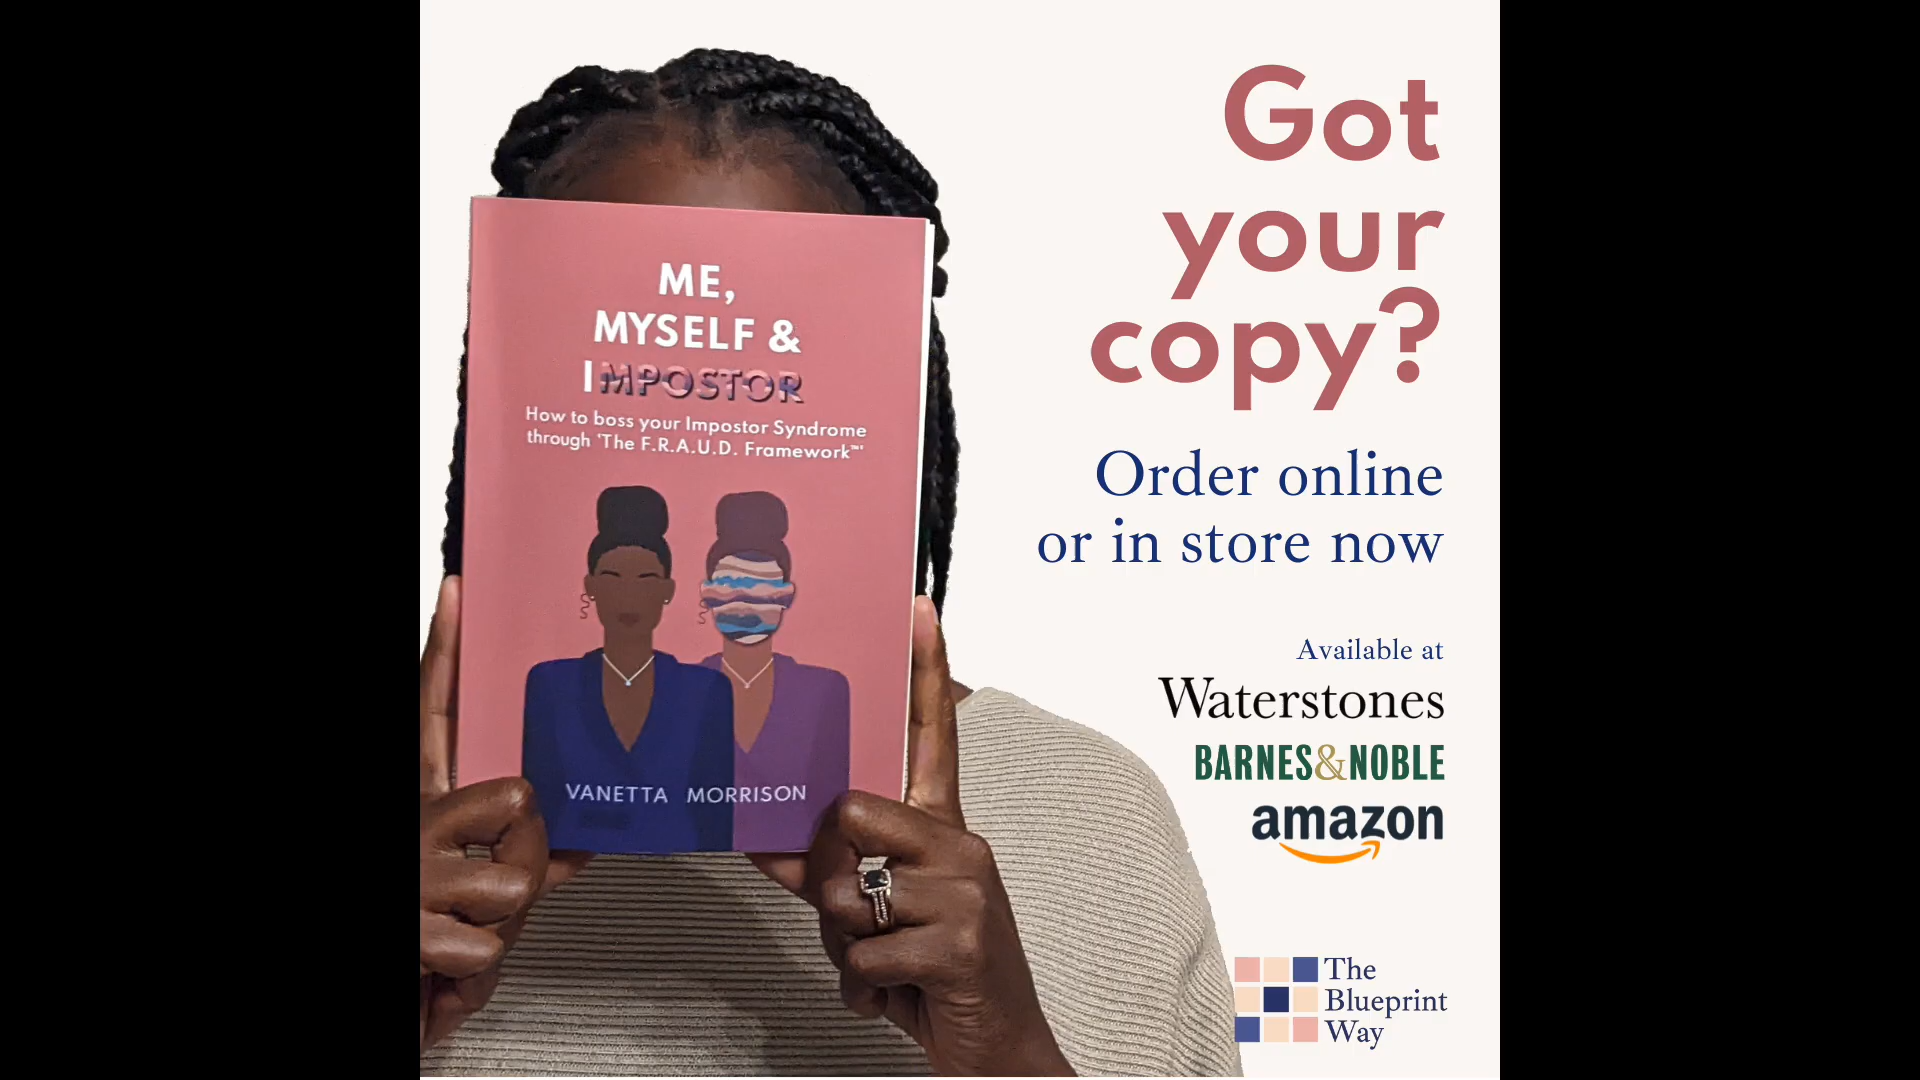 ME,
MYSELF &
IMPOSTOR
How to boss your Impostor Syndrome
through 'The F.R.A.U.D. Framework™'
VANETTA MORRISON
Got
your
copy?
Order online
or in store now
Available at
Waterstones
BARNES&NOBLE
amazon
The
Blueprint
Way